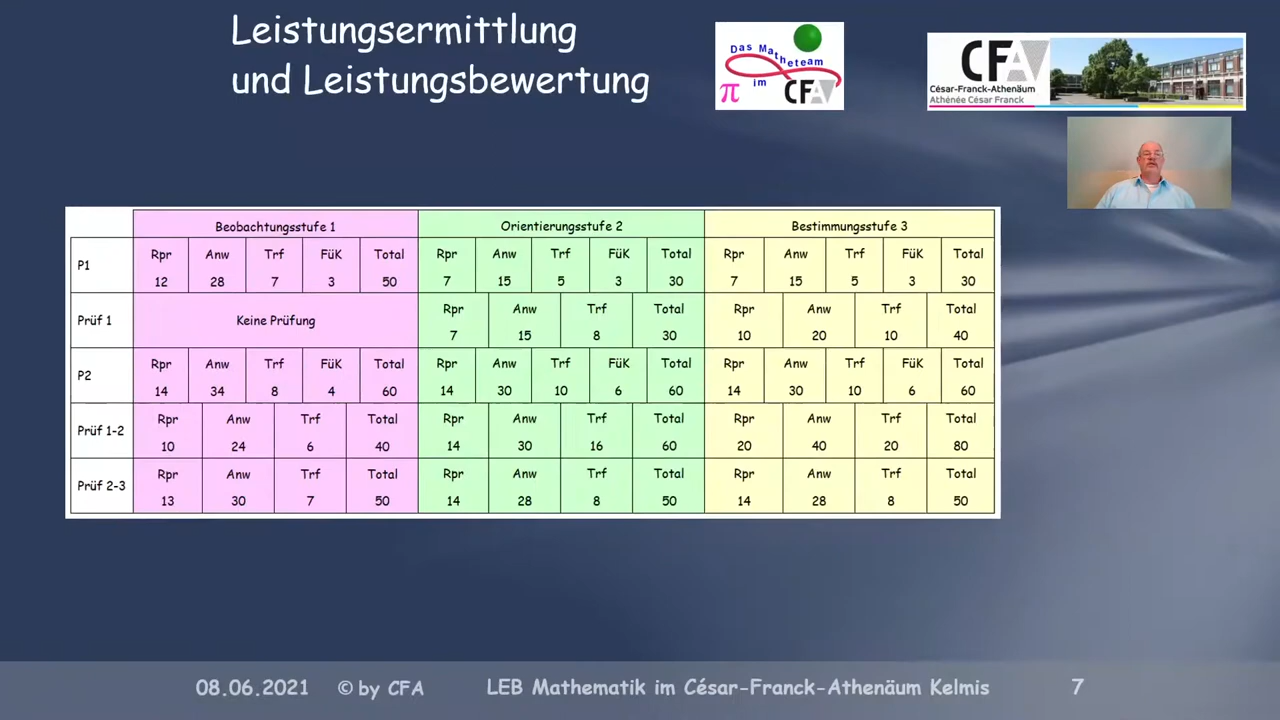 Leistungsermittlung
und Leistungsbewertung
Das Matheteam
im
π CFA
CFA
César-Franck-Athenäum
Athénée César Franck
Beobachtungsstufe 1 Orientierungsstufe 2 Bestimmungsstufe 3
P1 Rpr Anw Trf FüK Total Rpr Anw Trf FüK Total Rpr Anw Trf FüK Total
12 28 7 3 50 7 15 5 3 30 7 15 5 3 30
Prüf 1 Keine Prüfung Rpr Anw Trf Total Rpr Anw Trf Total
7 15 8 30 10 20 10 40
P2 Rpr Anw Trf FüK Total Rpr Anw Trf FüK Total Rpr Anw Trf FüK Total
14 34 8 4 60 14 30 10 6 60 14 30 10 6 60
Prüf 1-2 Rpr Anw Trf Total Rpr Anw Trf Total Rpr Anw Trf Total
10 24 6 40 14 30 16 60 20 40 20 80
Prüf 2-3 Rpr Anw Trf Total Rpr Anw Trf Total Rpr Anw Trf Total
13 30 7 50 14 28 8 50 14 28 8 50
08.06.2021 © by CFA LEB Mathematik im César-Franck-Athenäum Kelmis 7